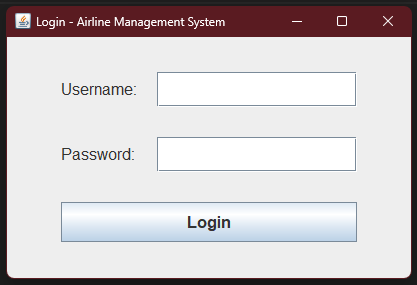 Login - Airline Management System
Username:
Password:
Login